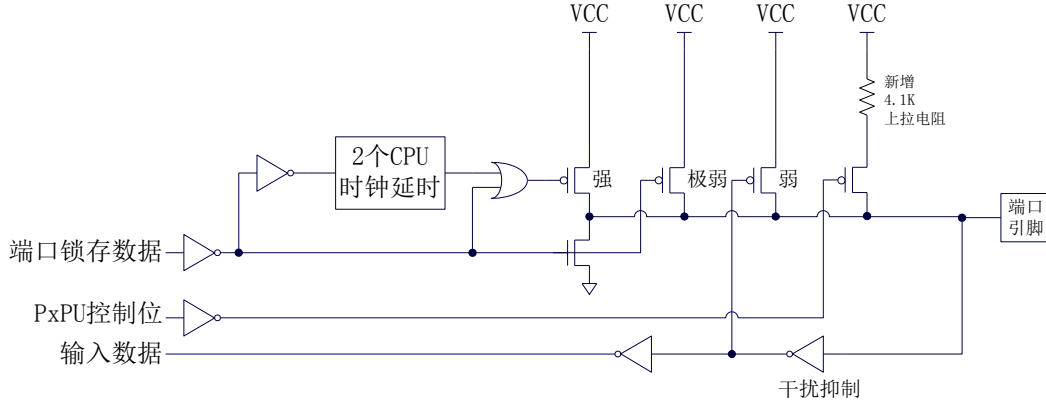 VCC
VCC
VCC
VCC
新增
4.1K
上拉电阻
2个CPU
时钟延时
强
极弱
弱
端口
引脚
端口锁存数据
PxPU控制位
输入数据
干扰抑制